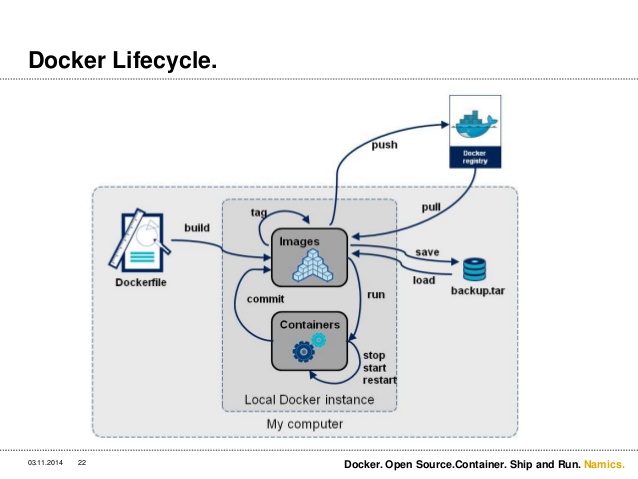 Docker Lifecycle.
push
Docker
registry
pull
tag
build
Images
save
load
Dockerfile
backup.tar
commit
run
Containers
stop
start
restart
Local Docker instance
My computer
03.11.2014 22
Docker. Open Source.Container. Ship and Run. Namics.